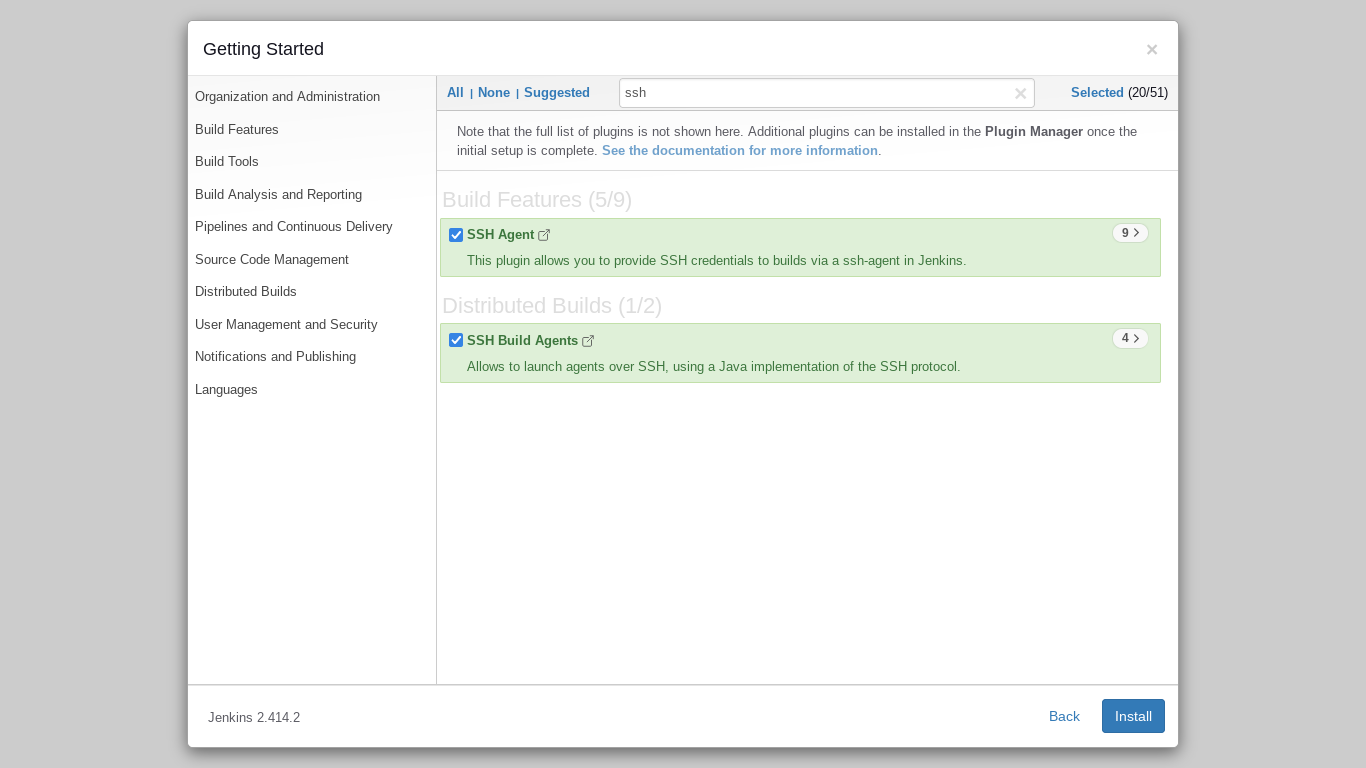 Getting Started
×
Organization and Administration
Build Features
Build Tools
Build Analysis and Reporting
Pipelines and Continuous Delivery
Source Code Management
Distributed Builds
User Management and Security
Notifications and Publishing
Languages
All | None | Suggested
ssh
Selected (20/51)
Note that the full list of plugins is not shown here. Additional plugins can be installed in the Plugin Manager once the
initial setup is complete. See the documentation for more information.
Build Features (5/9)
SSH Agent
9
This plugin allows you to provide SSH credentials to builds via a ssh-agent in Jenkins.
Distributed Builds (1/2)
SSH Build Agents
4
Allows to launch agents over SSH, using a Java implementation of the SSH protocol.
Jenkins 2.414.2
Back
Install